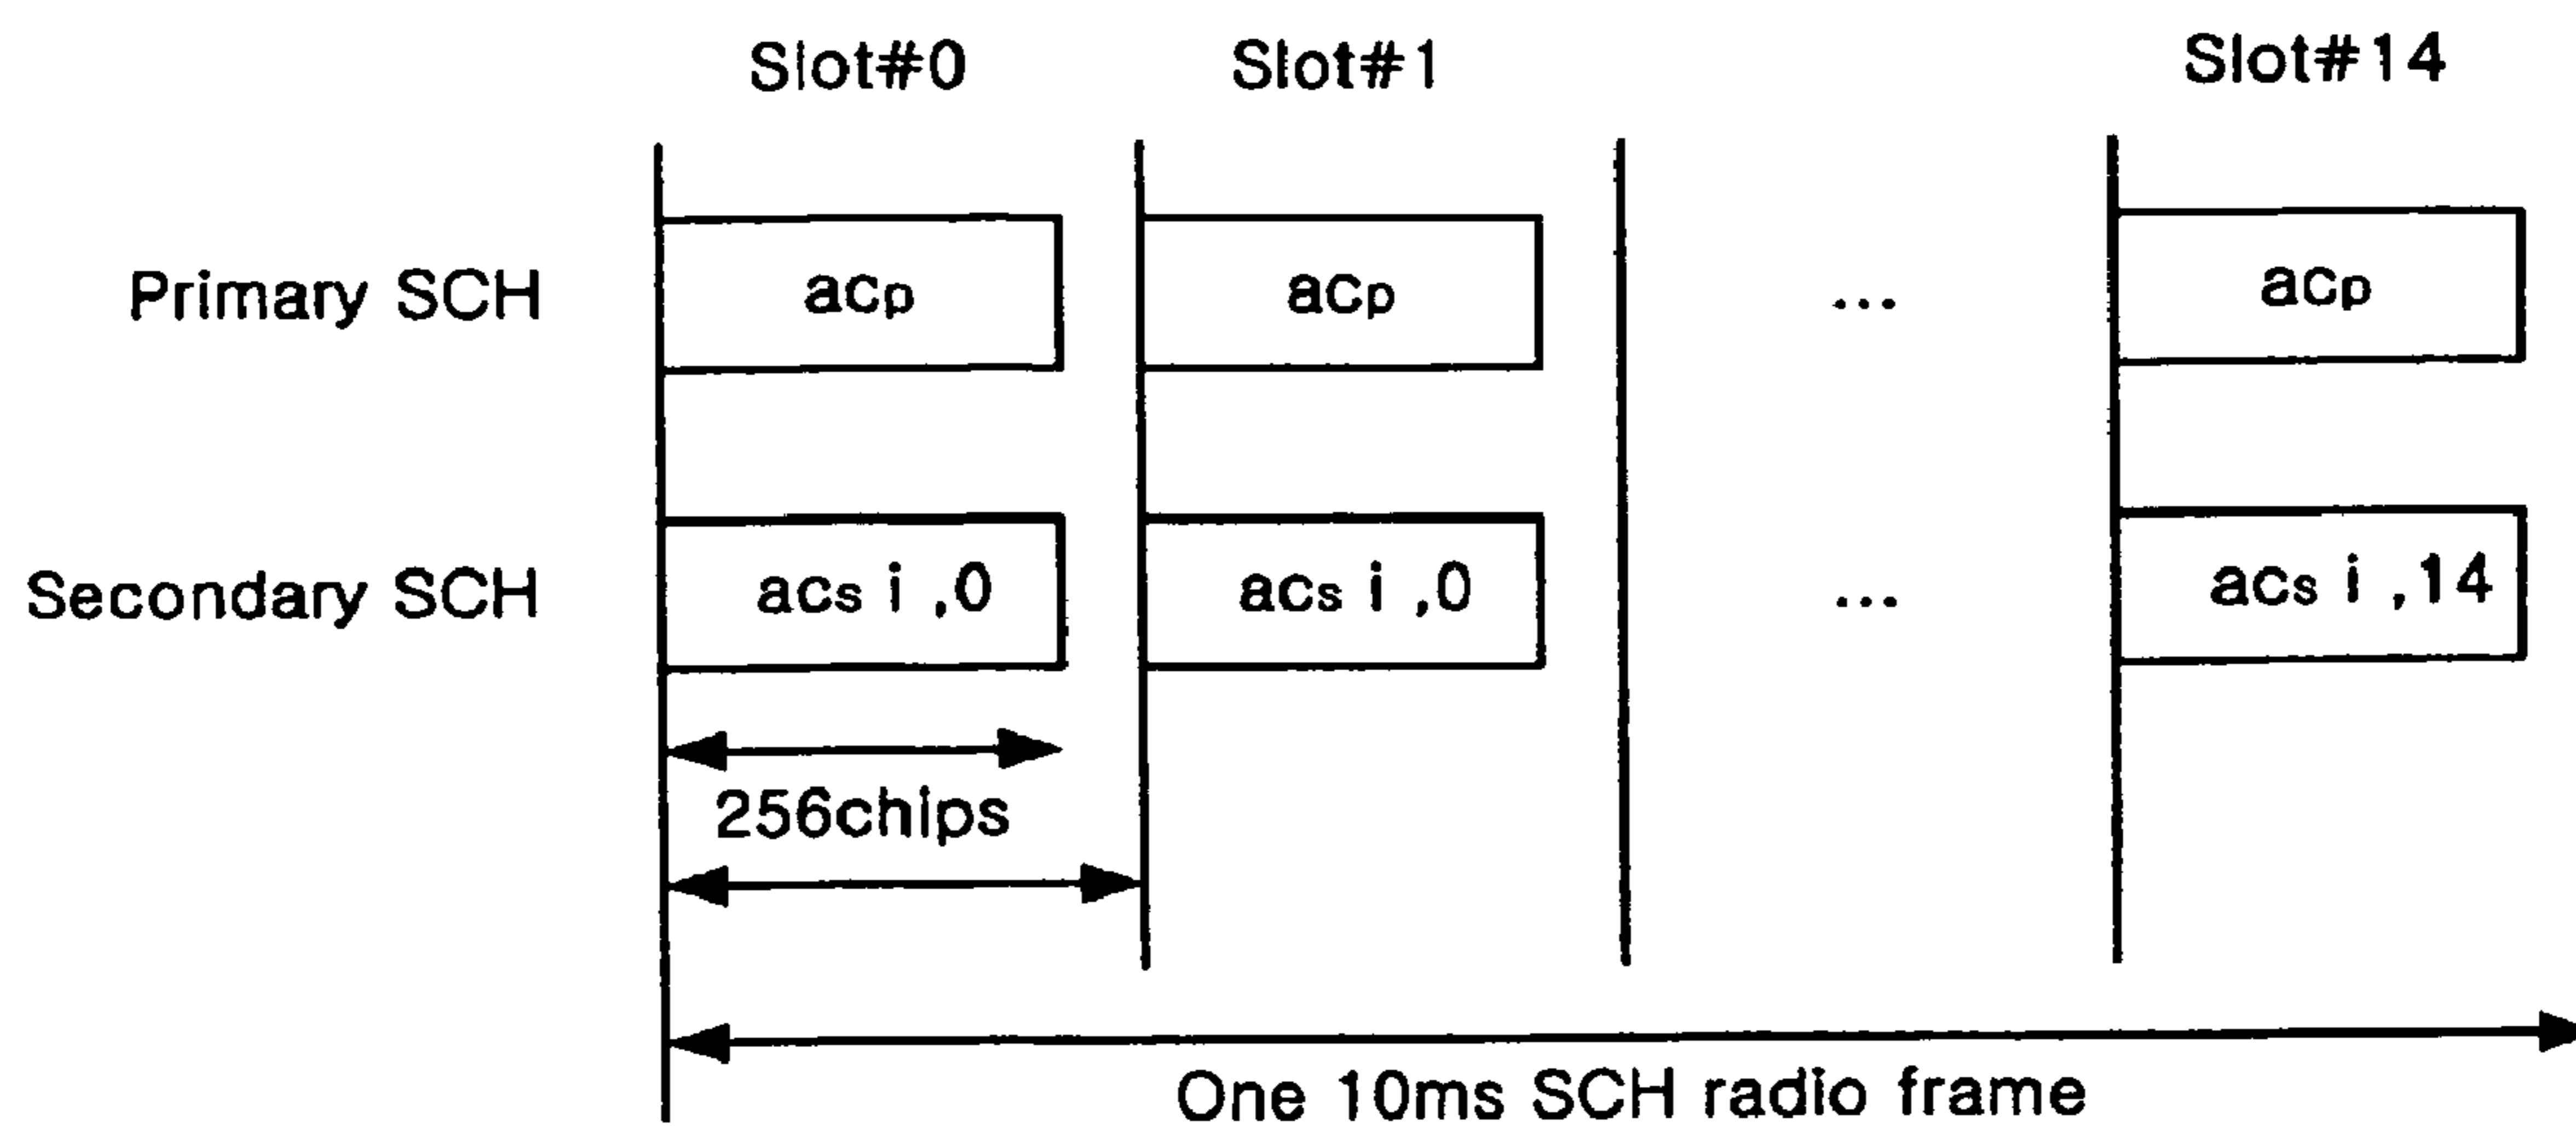 Slot#0 Slot#1 Slot#14
Primary SCH acp acp ... acp
Secondary SCH acs i ,0 acs i ,0 ... acs i ,14
256chips
One 10ms SCH radio frame